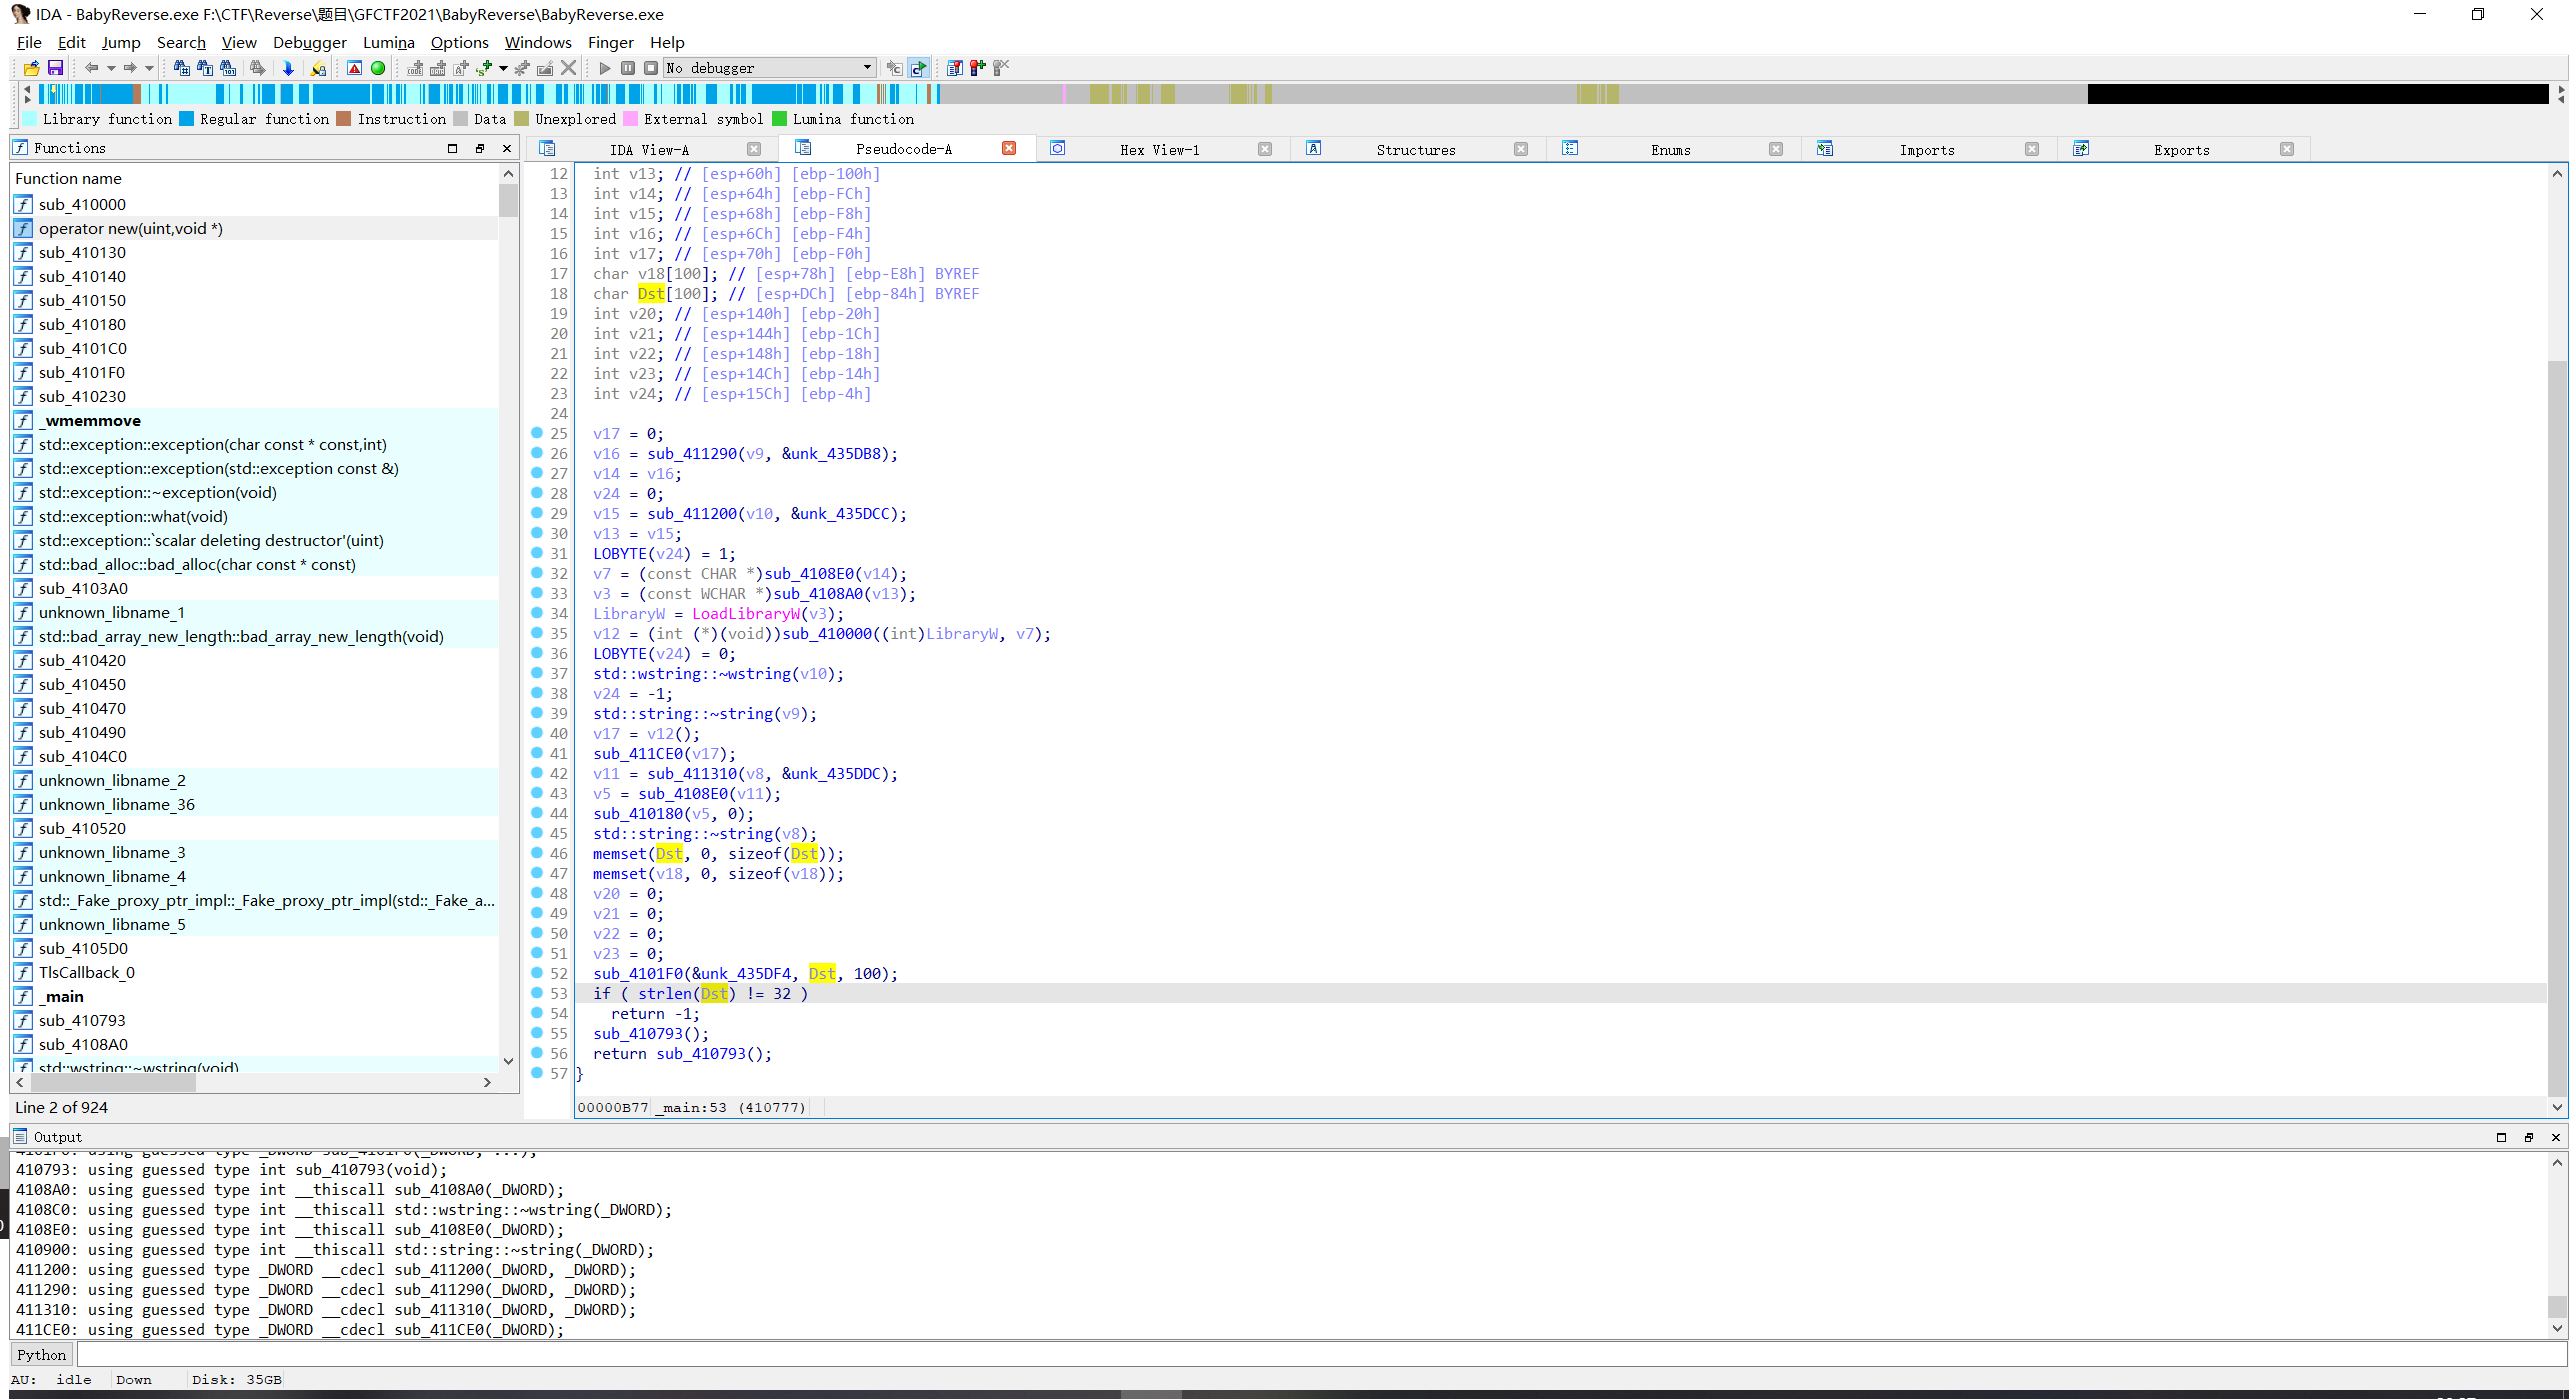 IDA - BabyReverse.exe F:\CTF\Reverse\题目\GFCTF2021\BabyReverse\BabyReverse.exe
File Edit Jump Search View Debugger Lumina Options Windows Finger Help
No debugger
Library function Regular function Instruction Data Unexplored External symbol Lumina function
Functions
Function name
sub_410000
operator new(uint,void *)
sub_410130
sub_410140
sub_410150
sub_410180
sub_4101C0
sub_4101F0
sub_410230
_wmemmove
std::exception::exception(char const * const,int)
std::exception::exception(std::exception const &)
std::exception::~exception(void)
std::exception::what(void)
std::exception::`scalar deleting destructor'(uint)
std::bad_alloc::bad_alloc(char const * const)
sub_4103A0
unknown_libname_1
std::bad_array_new_length::bad_array_new_length(void)
sub_410420
sub_410450
sub_410470
sub_410490
sub_4104C0
unknown_libname_2
unknown_libname_36
sub_410520
unknown_libname_3
unknown_libname_4
std::_Fake_proxy_ptr_impl::_Fake_proxy_ptr_impl(std::_Fake_a...
unknown_libname_5
sub_4105D0
TlsCallback_0
_main
sub_410793
sub_4108A0
std::wstring::~wstring(void)
Line 2 of 924
IDA View-A Pseudocode-A Hex View-1 Structures Enums Imports Exports
12 int v13; // [esp+60h] [ebp-100h]
13 int v14; // [esp+64h] [ebp-FCh]
14 int v15; // [esp+68h] [ebp-F8h]
15 int v16; // [esp+6Ch] [ebp-F4h]
16 int v17; // [esp+70h] [ebp-F0h]
17 char v18[100]; // [esp+78h] [ebp-E8h] BYREF
18 char Dst[100]; // [esp+DCh] [ebp-84h] BYREF
19 int v20; // [esp+140h] [ebp-20h]
20 int v21; // [esp+144h] [ebp-1Ch]
21 int v22; // [esp+148h] [ebp-18h]
22 int v23; // [esp+14Ch] [ebp-14h]
23 int v24; // [esp+15Ch] [ebp-4h]
24
25 v17 = 0;
26 v16 = sub_411290(v9, &unk_435DB8);
27 v14 = v16;
28 v24 = 0;
29 v15 = sub_411200(v10, &unk_435DCC);
30 v13 = v15;
31 LOBYTE(v24) = 1;
32 v7 = (const CHAR *)sub_4108E0(v14);
33 v3 = (const WCHAR *)sub_4108A0(v13);
34 LibraryW = LoadLibraryW(v3);
35 v12 = (int (*)(void))sub_410000((int)LibraryW, v7);
36 LOBYTE(v24) = 0;
37 std::wstring::~wstring(v10);
38 v24 = -1;
39 std::string::~string(v9);
40 v17 = v12();
41 sub_411CE0(v17);
42 v11 = sub_411310(v8, &unk_435DDC);
43 v5 = sub_4108E0(v11);
44 sub_410180(v5, 0);
45 std::string::~string(v8);
46 memset(Dst, 0, sizeof(Dst));
47 memset(v18, 0, sizeof(v18));
48 v20 = 0;
49 v21 = 0;
50 v22 = 0;
51 v23 = 0;
52 sub_4101F0(&unk_435DF4, Dst, 100);
53 if ( strlen(Dst) != 32 )
54 return -1;
55 sub_410793();
56 return sub_410793();
57 }
00000B77 _main:53 (410777)
Output
4101F0: using guessed type _DWORD sub_4101F0(_DWORD, ...);
410793: using guessed type int sub_410793(void);
4108A0: using guessed type int __thiscall sub_4108A0(_DWORD);
4108C0: using guessed type int __thiscall std::wstring::~wstring(_DWORD);
4108E0: using guessed type int __thiscall sub_4108E0(_DWORD);
410900: using guessed type int __thiscall std::string::~string(_DWORD);
411200: using guessed type _DWORD __cdecl sub_411200(_DWORD, _DWORD);
411290: using guessed type _DWORD __cdecl sub_411290(_DWORD, _DWORD);
411310: using guessed type _DWORD __cdecl sub_411310(_DWORD, _DWORD);
411CE0: using guessed type _DWORD __cdecl sub_411CE0(_DWORD);
Python
AU: idle Down Disk: 35GB